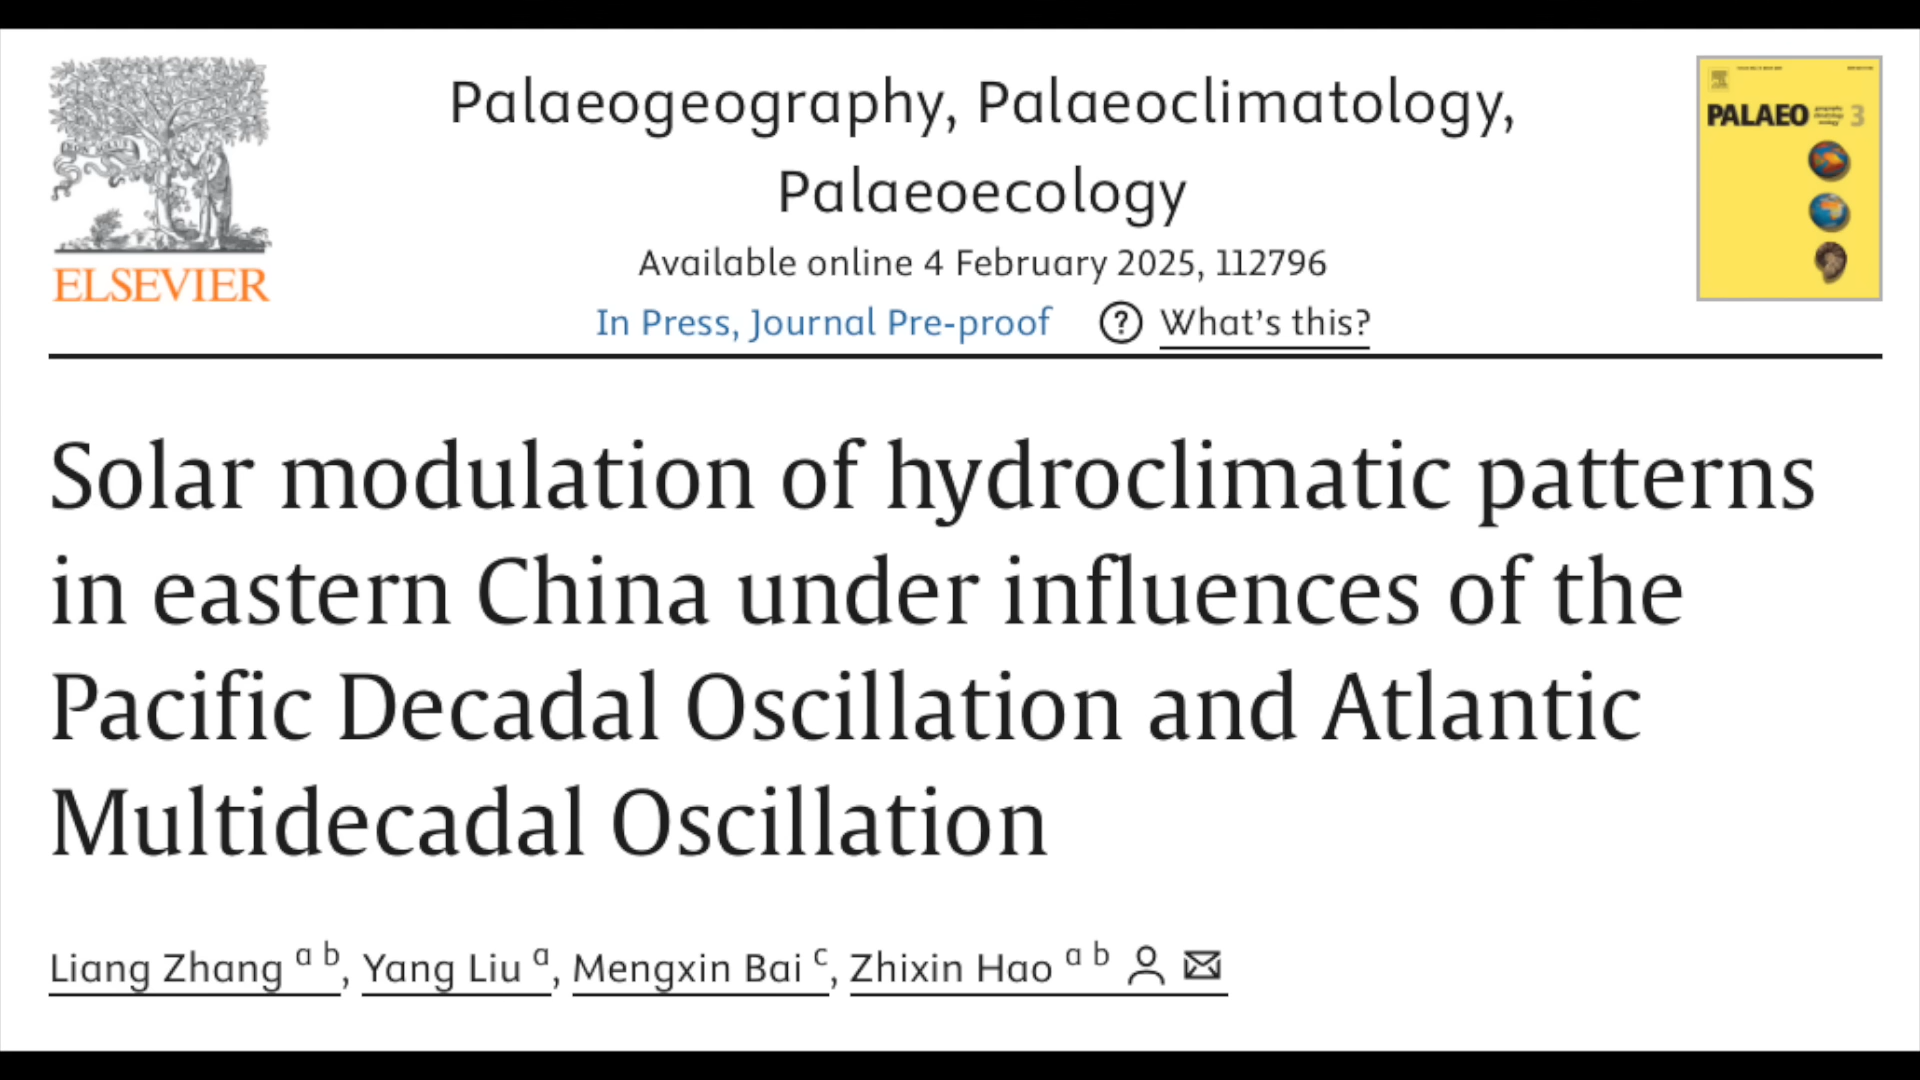 ELSEVIER
Palaeogeography, Palaeoclimatology,
Palaeoecology
Available online 4 February 2025, 112796
In Press, Journal Pre-proof ? What's this?
PALAEO 3
Solar modulation of hydroclimatic patterns
in eastern China under influences of the
Pacific Decadal Oscillation and Atlantic
Multidecadal Oscillation
Liang Zhang a b, Yang Liu a, Mengxin Bai c, Zhixin Hao a b